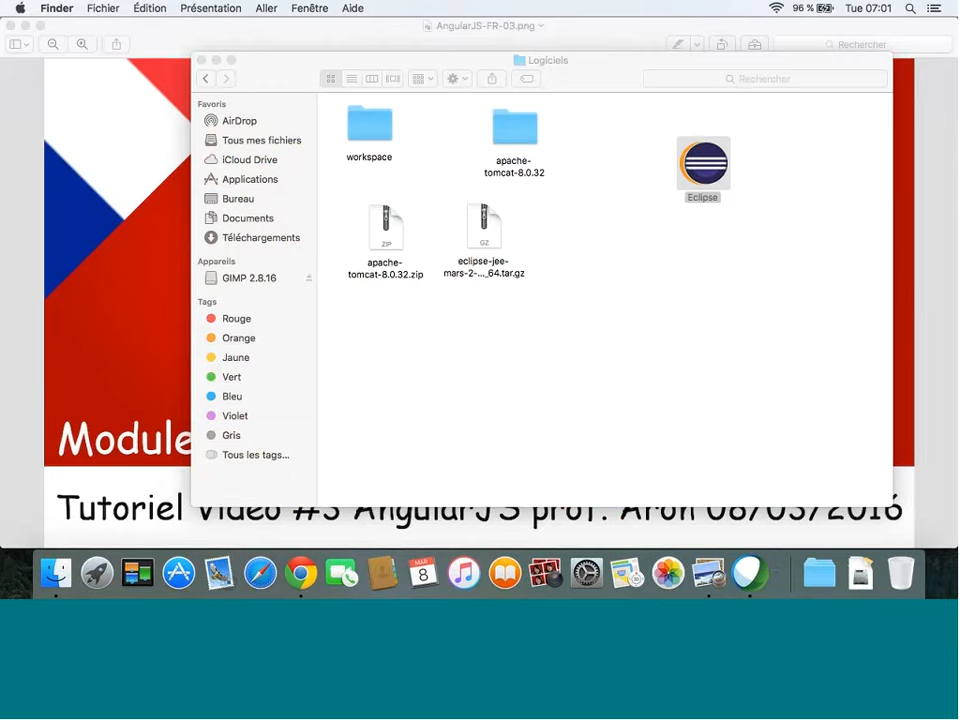 Finder Fichier Édition Présentation Aller Fenêtre Aide 96 % Tue 07:01
AngularJS-FR-03.png
Rechercher
Logiciels
Rechercher
Favoris
AirDrop
Tous mes fichiers
iCloud Drive
Applications
Bureau
Documents
Téléchargements
Appareils
GIMP 2.8.16
Tags
Rouge
Orange
Jaune
Vert
Bleu
Violet
Gris
Tous les tags...
workspace
apache-
tomcat-8.0.32
Eclipse
ZIP
apache-
tomcat-8.0.32.zip
GZ
eclipse-jee-
mars-2-..._64.tar.gz
Module
Tutoriel Video #3 AngularJS prof. Aron 08/03/2016
MAR
8